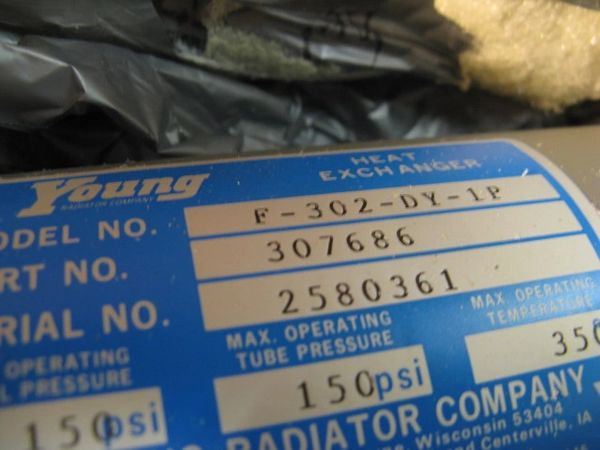 HEAT
EXCHANGER
Young
RADIATOR COMPANY
ODEL NO. F-302-DY-1P
RT NO. 307686
RIAL NO. 2580361
OPERATING
PRESSURE
150psi
MAX. OPERATING
TUBE PRESSURE
150psi
MAX. OPERATING
TEMPERATURE
350
RADIATOR COMPANY
Wisconsin 53404
and Centerville, IA